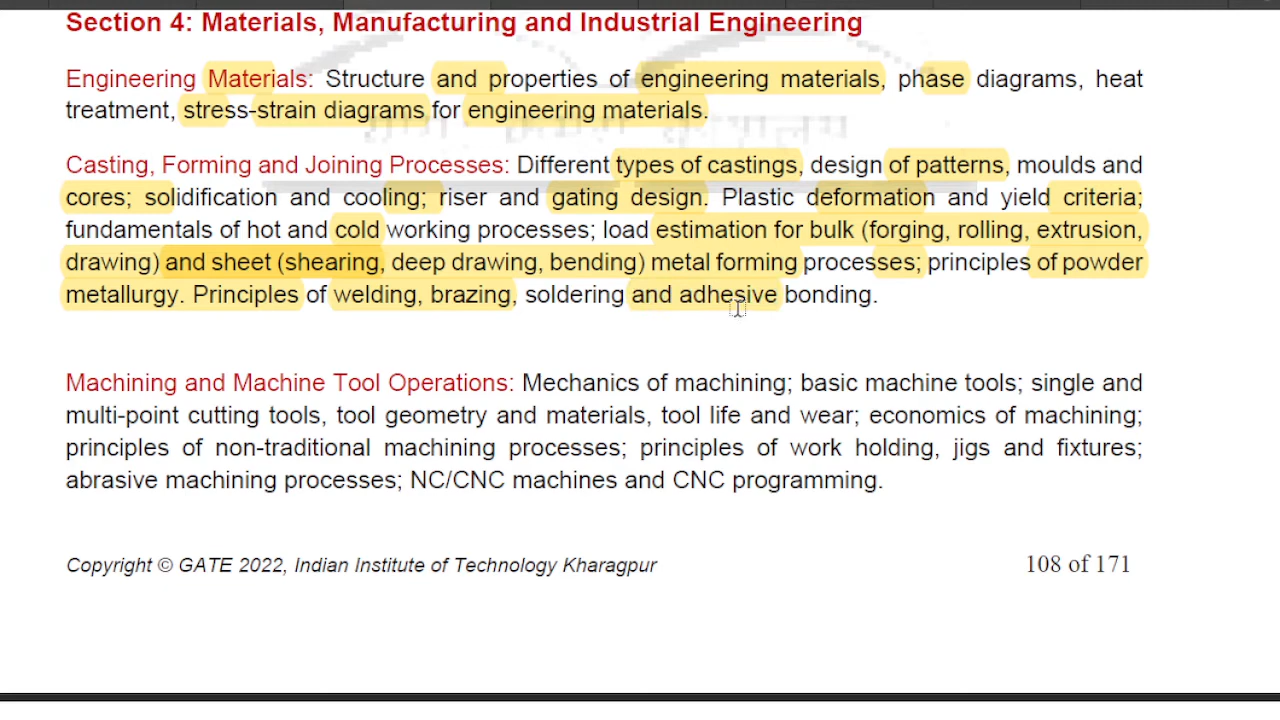 Section 4: Materials, Manufacturing and Industrial Engineering
Engineering Materials: Structure and properties of engineering materials, phase diagrams, heat
treatment, stress-strain diagrams for engineering materials.
Casting, Forming and Joining Processes: Different types of castings, design of patterns, moulds and
cores; solidification and cooling; riser and gating design. Plastic deformation and yield criteria;
fundamentals of hot and cold working processes; load estimation for bulk (forging, rolling, extrusion,
drawing) and sheet (shearing, deep drawing, bending) metal forming processes; principles of powder
metallurgy. Principles of welding, brazing, soldering and adhesive bonding.
Machining and Machine Tool Operations: Mechanics of machining; basic machine tools; single and
multi-point cutting tools, tool geometry and materials, tool life and wear; economics of machining;
principles of non-traditional machining processes; principles of work holding, jigs and fixtures;
abrasive machining processes; NC/CNC machines and CNC programming.
Copyright © GATE 2022, Indian Institute of Technology Kharagpur 108 of 171